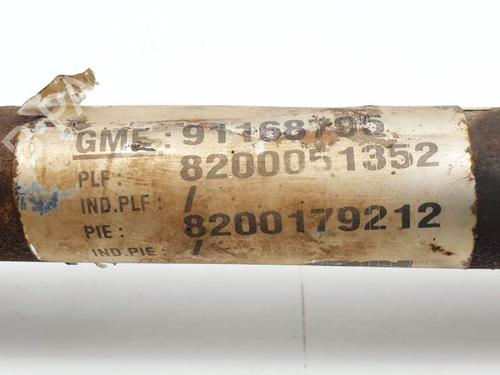 GME: 91168795
PLF: 8200051352
IND.PLF: /
PIE: 8200179212
IND.PIE: /